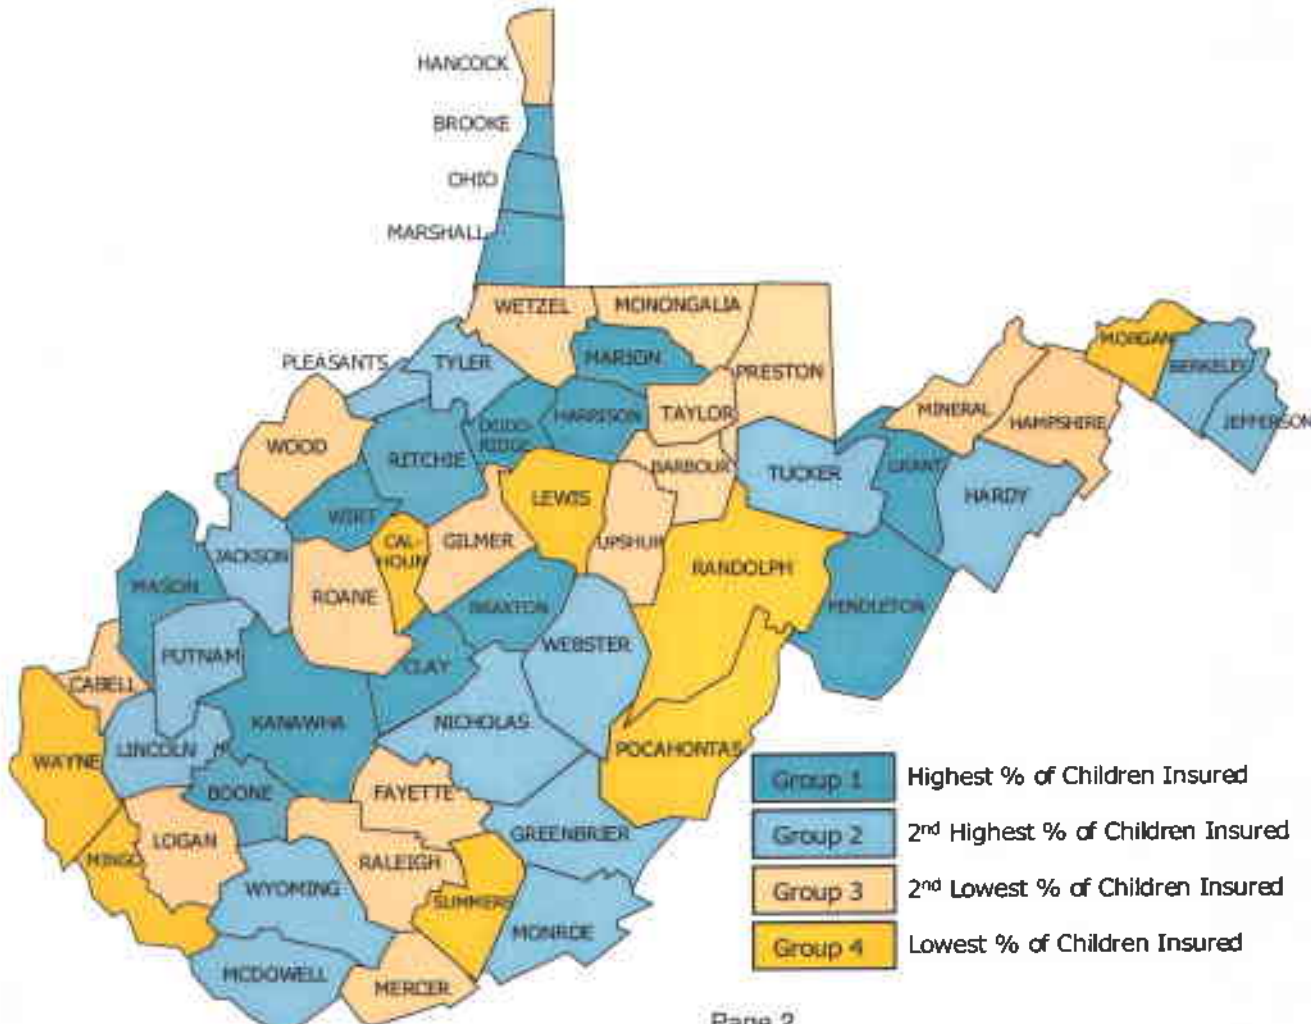 HANCOCK
BROOKE
OHIO
MARSHALL
WETZEL
MONONGALIA
MORGAN
PLEASANTS
TYLER
MARION
PRESTON
BERKELEY
MINERAL
HAMPSHIRE
JEFFERSON
WOOD
RITCHIE
DODD-
RIDGE
HARRISON
TAYLOR
BARBOUR
TUCKER
GRANT
HARDY
WIRT
LEWIS
JACKSON
CAL-
HOUN
GILMER
UPSHUR
RANDOLPH
MASON
ROANE
BRAXTON
PENDLETON
PUTNAM
CLAY
WEBSTER
CABELL
KANAWHA
NICHOLAS
WAYNE
LINCOLN
POCAHONTAS
BOONE
FAYETTE
GREENBRIER
MINGO
LOGAN
RALEIGH
WYOMING
SUMMERS
MONROE
MCDOWELL
MERCER
Group 1 Highest % of Children Insured
Group 2 2nd Highest % of Children Insured
Group 3 2nd Lowest % of Children Insured
Group 4 Lowest % of Children Insured
Page 2